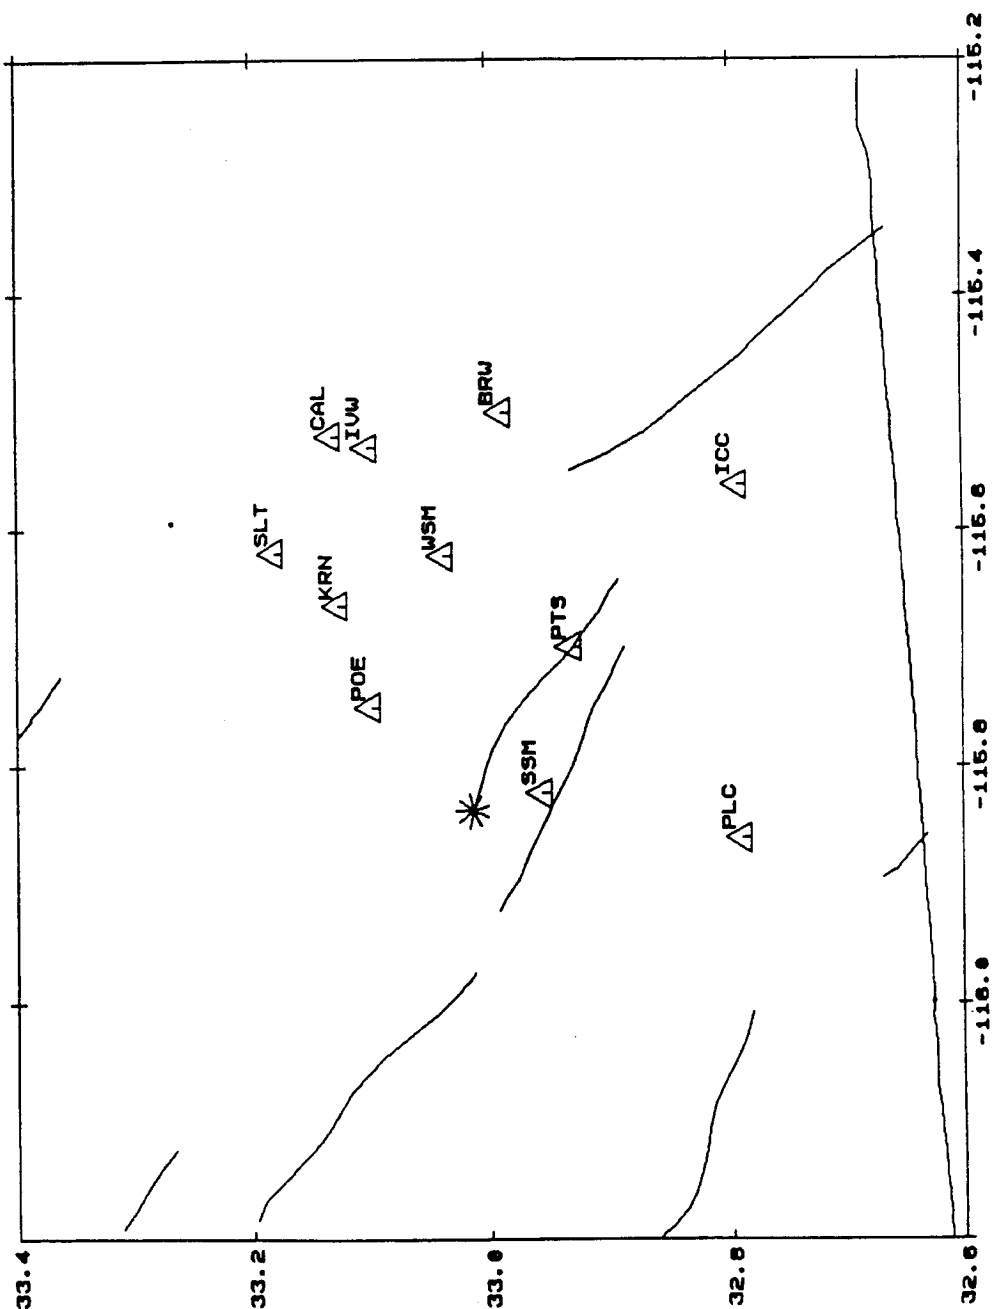 33.4
33.2
SLT
CAL
KRN
IVW
POE
WSM
BRW
33.0
SSM
PTS
ICC
PLC
32.8
32.6
-116.0
-115.8
-115.6
-115.4
-115.2